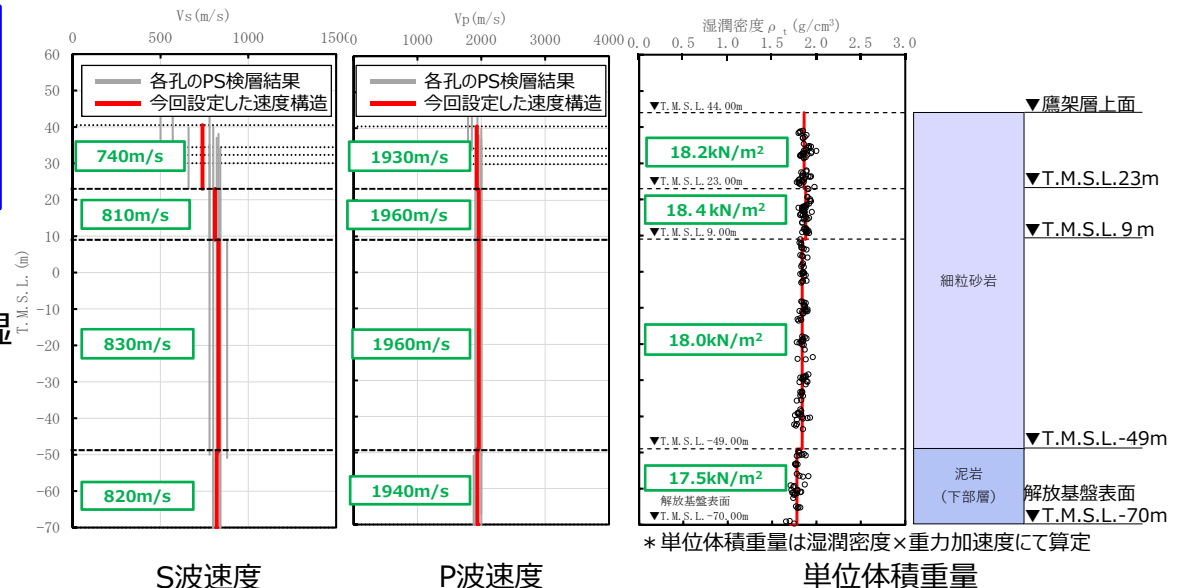 Vs(m/s)
0 500 1000 1500
各孔のPS検層結果
今回設定した速度構造
740m/s
810m/s
830m/s
820m/s
60
50
40
30
20
10
0
-10
-20
-30
-40
-50
-60
-70
T.M.S.L.(m)
湿
S波速度
Vp(m/s)
0 1000 2000 3000 4000
各孔のPS検層結果
今回設定した速度構造
1930m/s
1960m/s
1960m/s
1940m/s
P波速度
湿潤密度ρt(g/cm³)
0.0 0.5 1.0 1.5 2.0 2.5 3.0
▼T.M.S.L.44.00m
18.2kN/m²
▼T.M.S.L.23.00m
18.4kN/m²
▼T.M.S.L.9.00m
18.0kN/m²
▼T.M.S.L.-49.00m
17.5kN/m²
解放基盤表面
▼T.M.S.L.-70.00m
▼鷹架層上面
▼T.M.S.L.23m
▼T.M.S.L.9m
細粒砂岩
▼T.M.S.L.-49m
泥岩
(下部層)
解放基盤表面
▼T.M.S.L.-70m
*単位体積重量は湿潤密度×重力加速度にて算定
単位体積重量